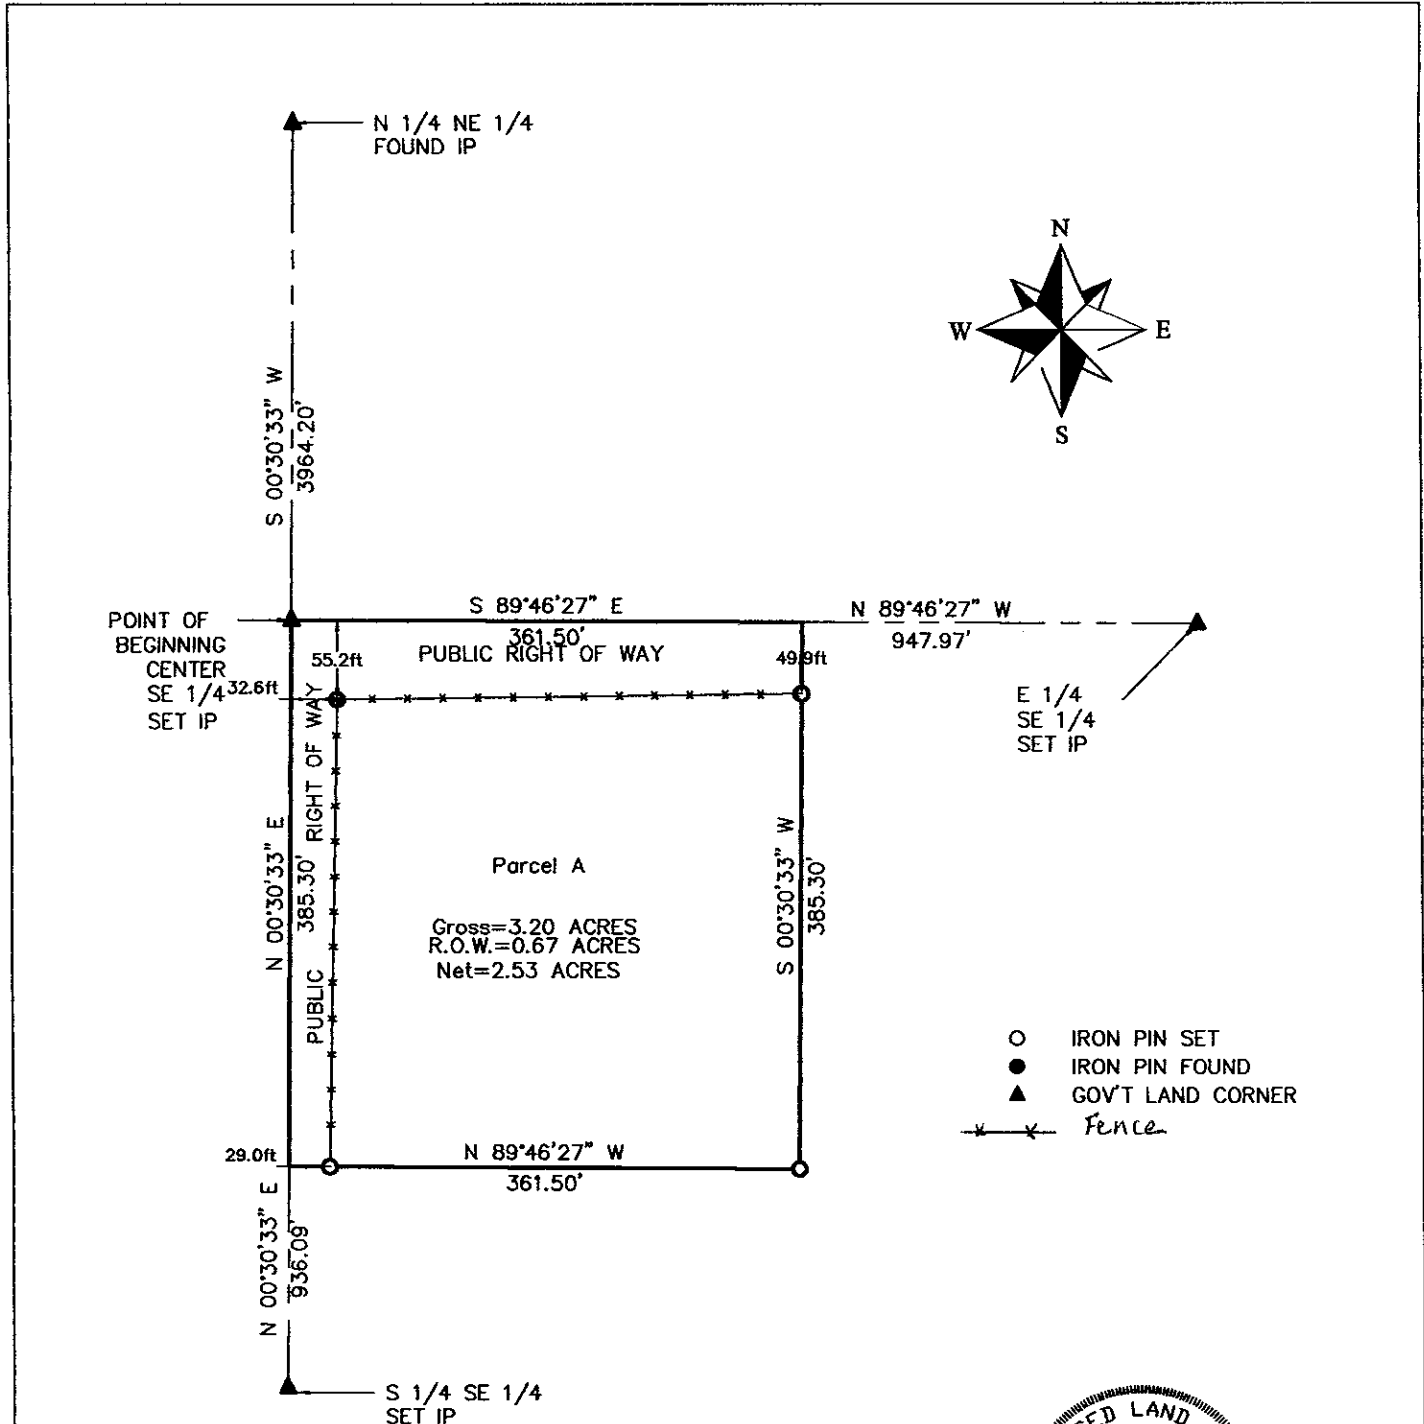 N 1/4 NE 1/4
FOUND IP
N
W
E
S
S 00°30'33" W
3964.20'
POINT OF
BEGINNING
CENTER
SE 1/4
SET IP
S 89°46'27" E
361.50'
PUBLIC RIGHT OF WAY
55.2ft
49.9ft
32.6ft
N 89°46'27" W
947.97'
E 1/4
SE 1/4
SET IP
N 00°30'33" E
385.30'
PUBLIC RIGHT OF WAY
Parcel A
Gross=3.20 ACRES
R.O.W.=0.67 ACRES
Net=2.53 ACRES
S 00°30'33" W
385.30'
IRON PIN SET
IRON PIN FOUND
GOV'T LAND CORNER
Fence
29.0ft
N 89°46'27" W
361.50'
N 00°30'33" E
936.09'
S 1/4 SE 1/4
SET IP
LAND